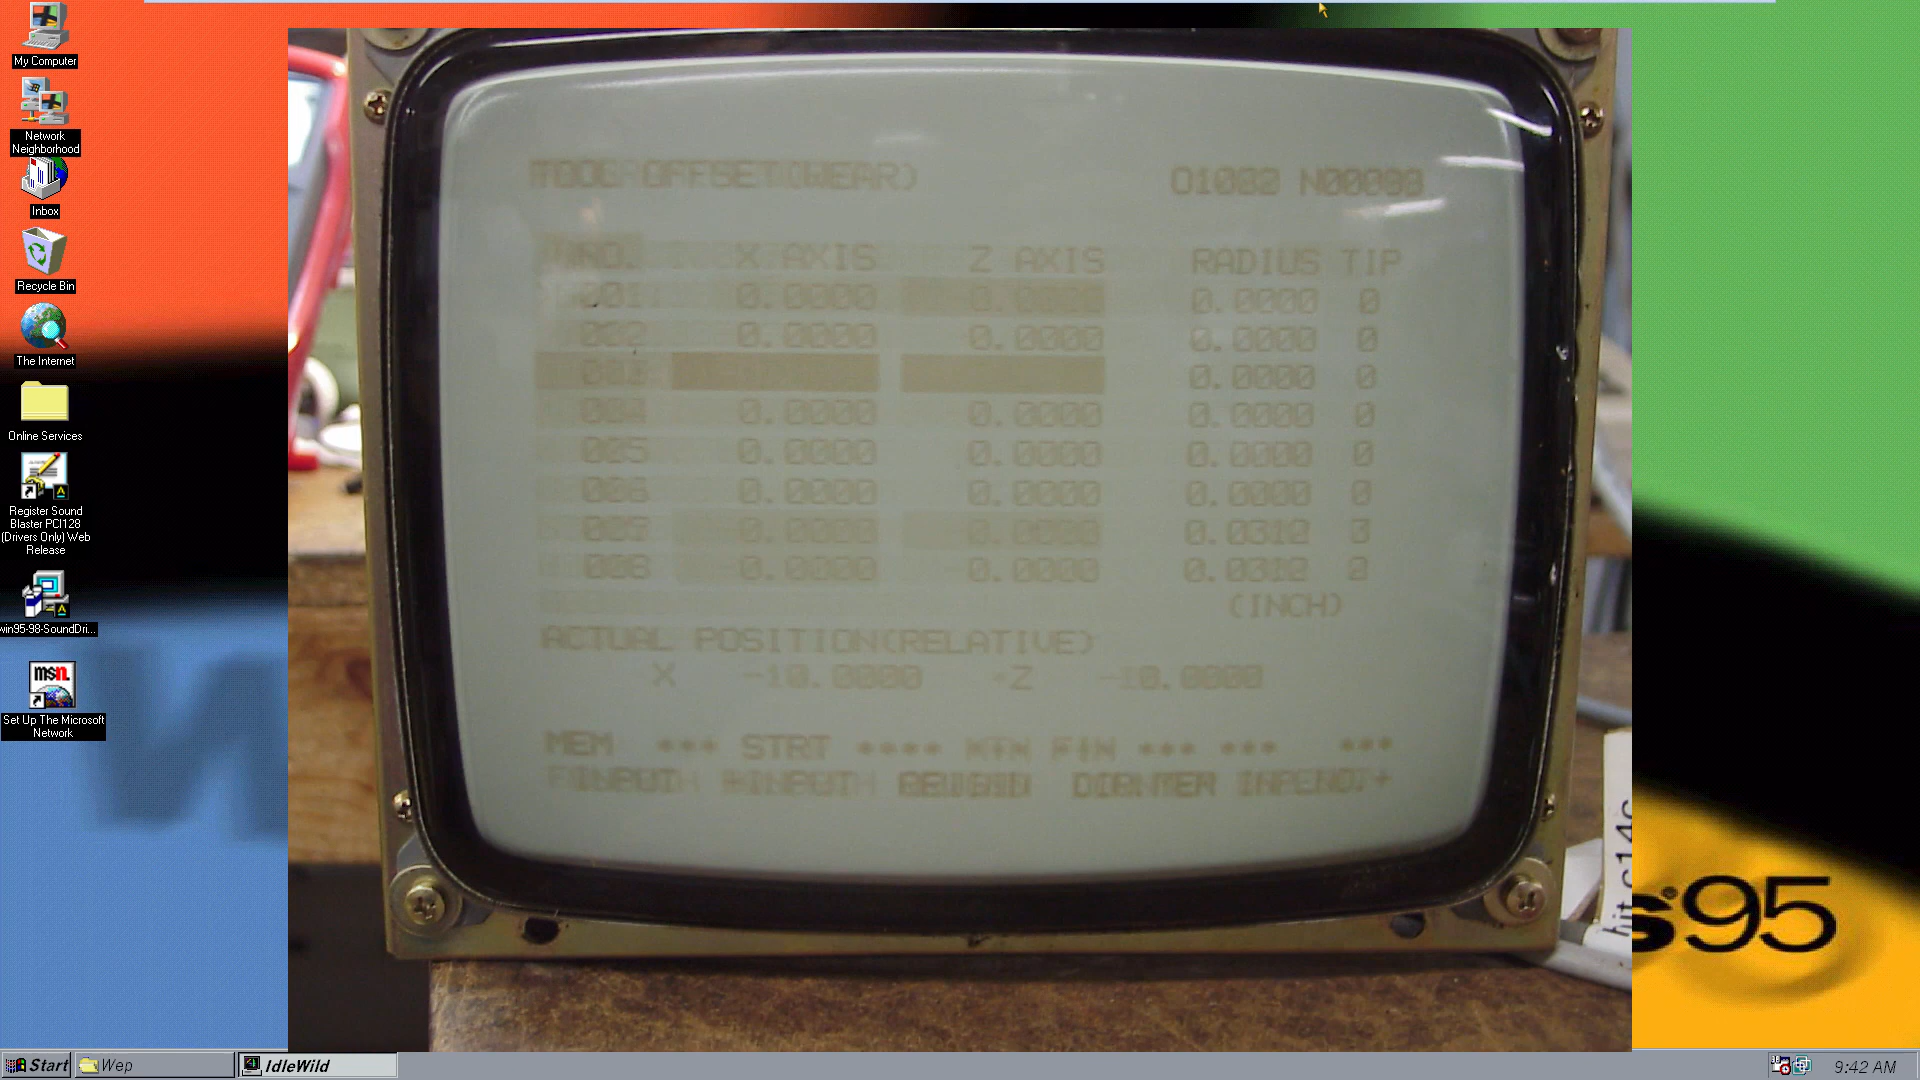 My Computer
Network
Neighborhood
Inbox
Recycle Bin
The Internet
Online Services
Register Sound
Blaster PCI128
(Drivers Only) Web
Release
win95-98-SoundDri...
msn
Set Up The Microsoft
Network
TOOL OFFSET(WEAR)
NO. X AXIS Z AXIS RADIUS TIP
001 0.0000 0.0000 0.0000 0
002 0.0000 0.0000 0.0000 0
003 0.0000 0
004 0.0000 0.0000 0.0000 0
005 0.0000 0.0000 0.0000 0
006 0.0000 0.0000 0.0000 0
007 0.0000 0.0000 0.0312 3
008 0.0000 0.0000 0.0312
(INCH)
ACTUAL POSITION(RELATIVE)
X -10.0000 Z -10.0000
MEM *** STRT **** FIN *** *** ***
s95
Start
Wep
IdleWild
9:42 AM